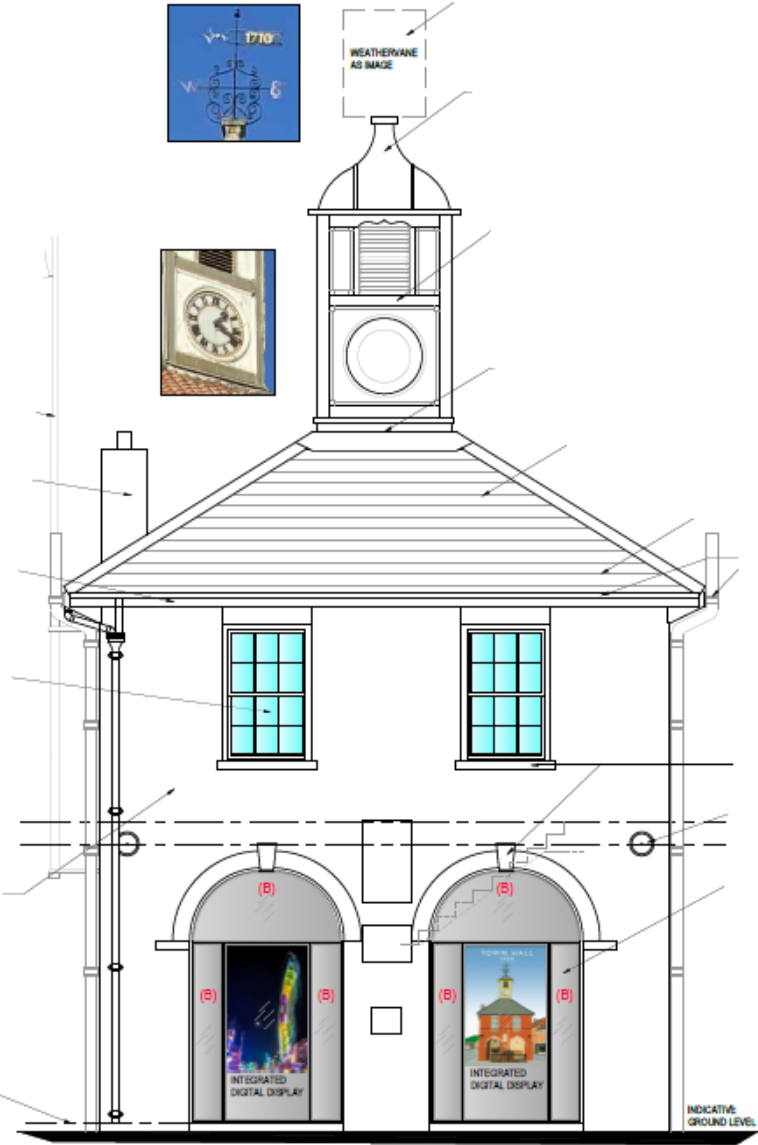 1710
WEATHERVANE
AS IMAGE
W
E
(B)
(B)
TOWN HALL
(B)
(B)
(B)
(B)
INTEGRATED
DIGITAL DISPLAY
INTEGRATED
DIGITAL DISPLAY
INDICATIVE
GROUND LEVEL